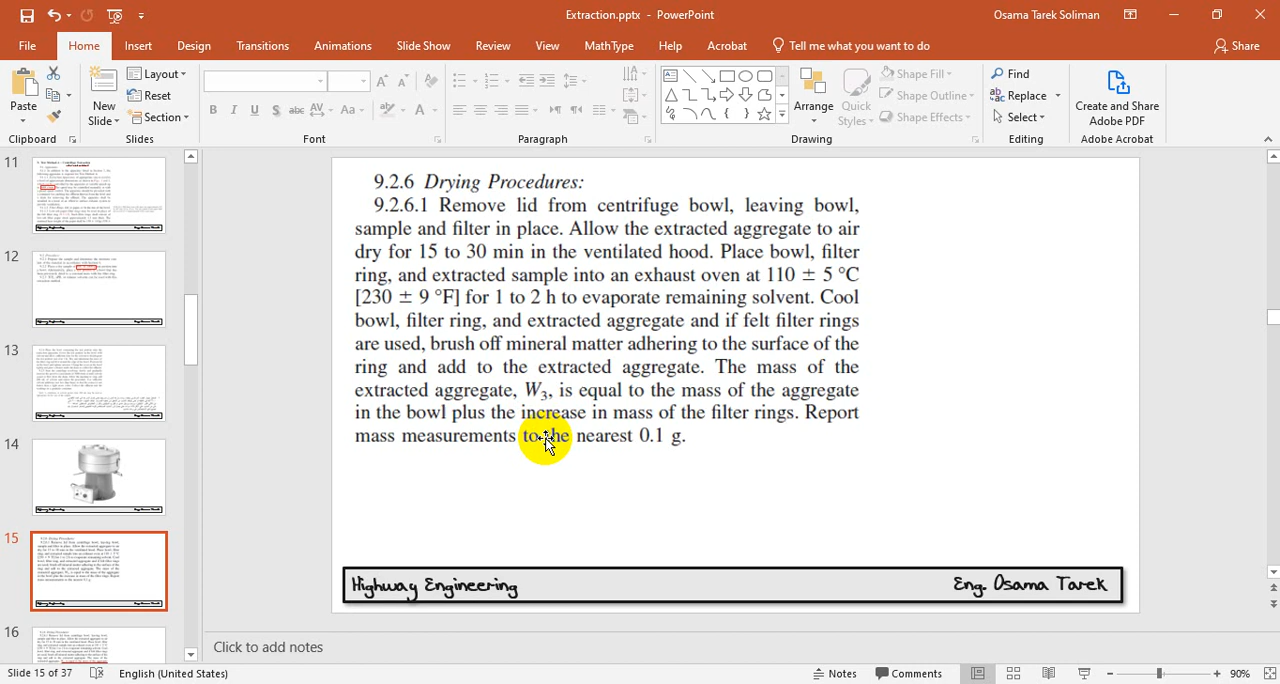 Extraction.pptx - PowerPoint
Osama Tarek Soliman
File Home Insert Design Transitions Animations Slide Show Review View MathType Help Acrobat Tell me what you want to do Share
Paste
Clipboard
New Slide
Layout
Reset
Section
Slides
B I U S abc AV Aa A
Font
Paragraph
Arrange
Quick Styles
Shape Fill
Shape Outline
Shape Effects
Drawing
Find
Replace
Select
Editing
Create and Share Adobe PDF
Adobe Acrobat
11
12
13
14
15
16
9.2.6 Drying Procedures:
9.2.6.1 Remove lid from centrifuge bowl, leaving bowl,
sample and filter in place. Allow the extracted aggregate to air
dry for 15 to 30 min in the ventilated hood. Place bowl, filter
ring, and extracted sample into an exhaust oven at 110 ± 5 °C
[230 ± 9 °F] for 1 to 2 h to evaporate remaining solvent. Cool
bowl, filter ring, and extracted aggregate and if felt filter rings
are used, brush off mineral matter adhering to the surface of the
ring and add to the extracted aggregate. The mass of the
extracted aggregate, W3, is equal to the mass of the aggregate
in the bowl plus the increase in mass of the filter rings. Report
mass measurements to the nearest 0.1 g.
Highway Engineering Eng. Osama Tarek
Click to add notes
Slide 15 of 37 English (United States) Notes Comments 90%